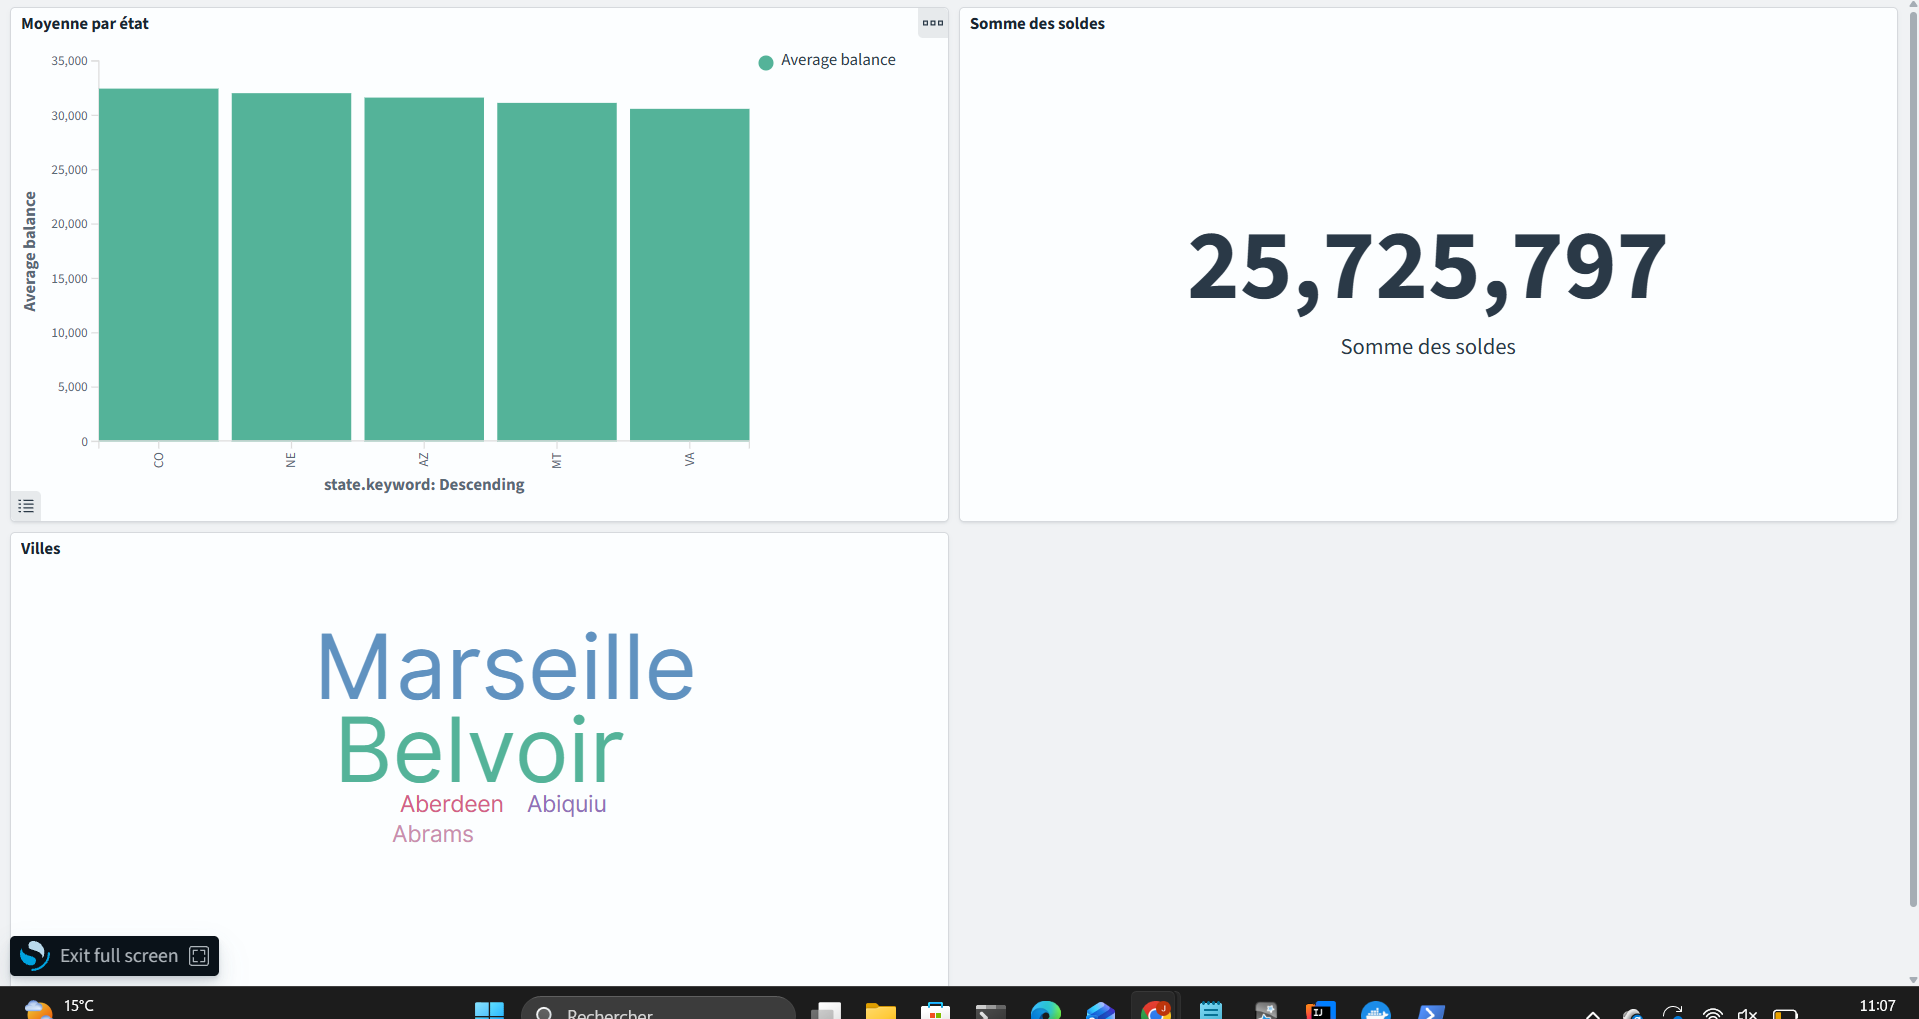 Moyenne par état
Average balance
35,000
30,000
25,000
20,000
15,000
10,000
5,000
0
Average balance
CO
NE
AZ
MT
VA
state.keyword: Descending
Somme des soldes
25,725,797
Somme des soldes
Villes
Marseille
Belvoir
Aberdeen Abiquiu
Abrams
Exit full screen
15°C
Rechercher
11:07